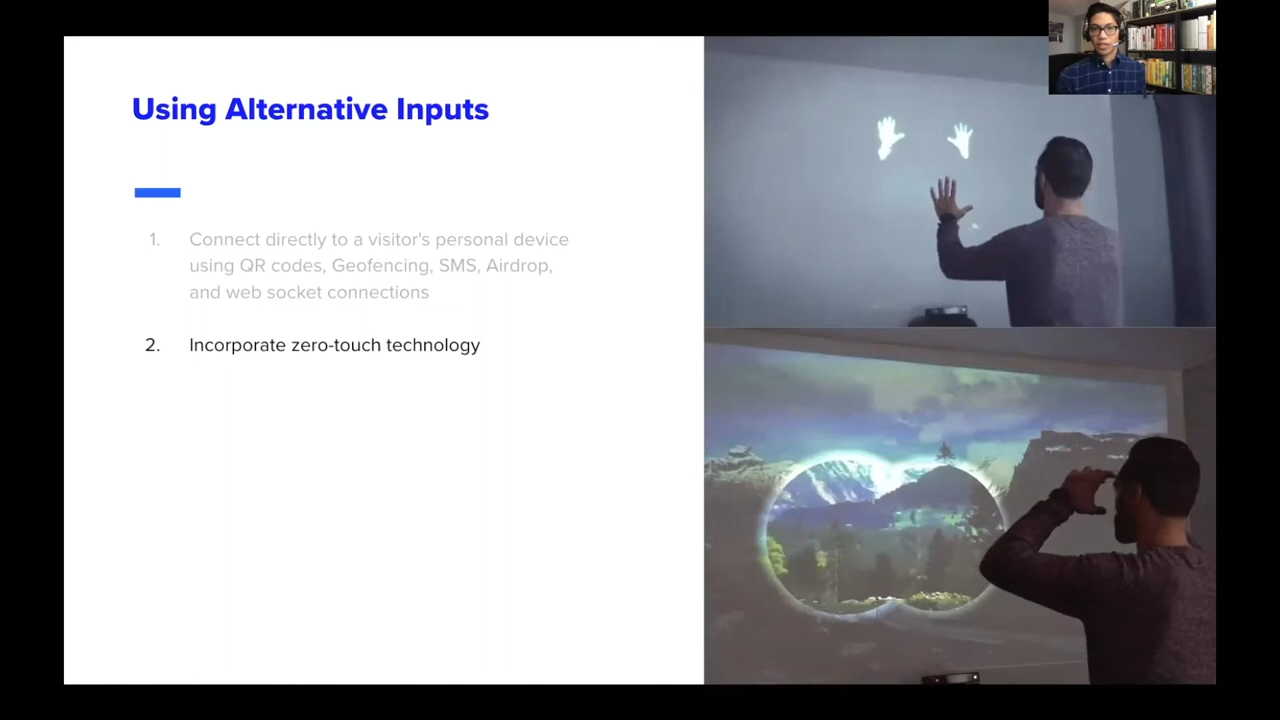 Using Alternative Inputs
1. Connect directly to a visitor's personal device
using QR codes, Geofencing, SMS, Airdrop,
and web socket connections
2. Incorporate zero-touch technology